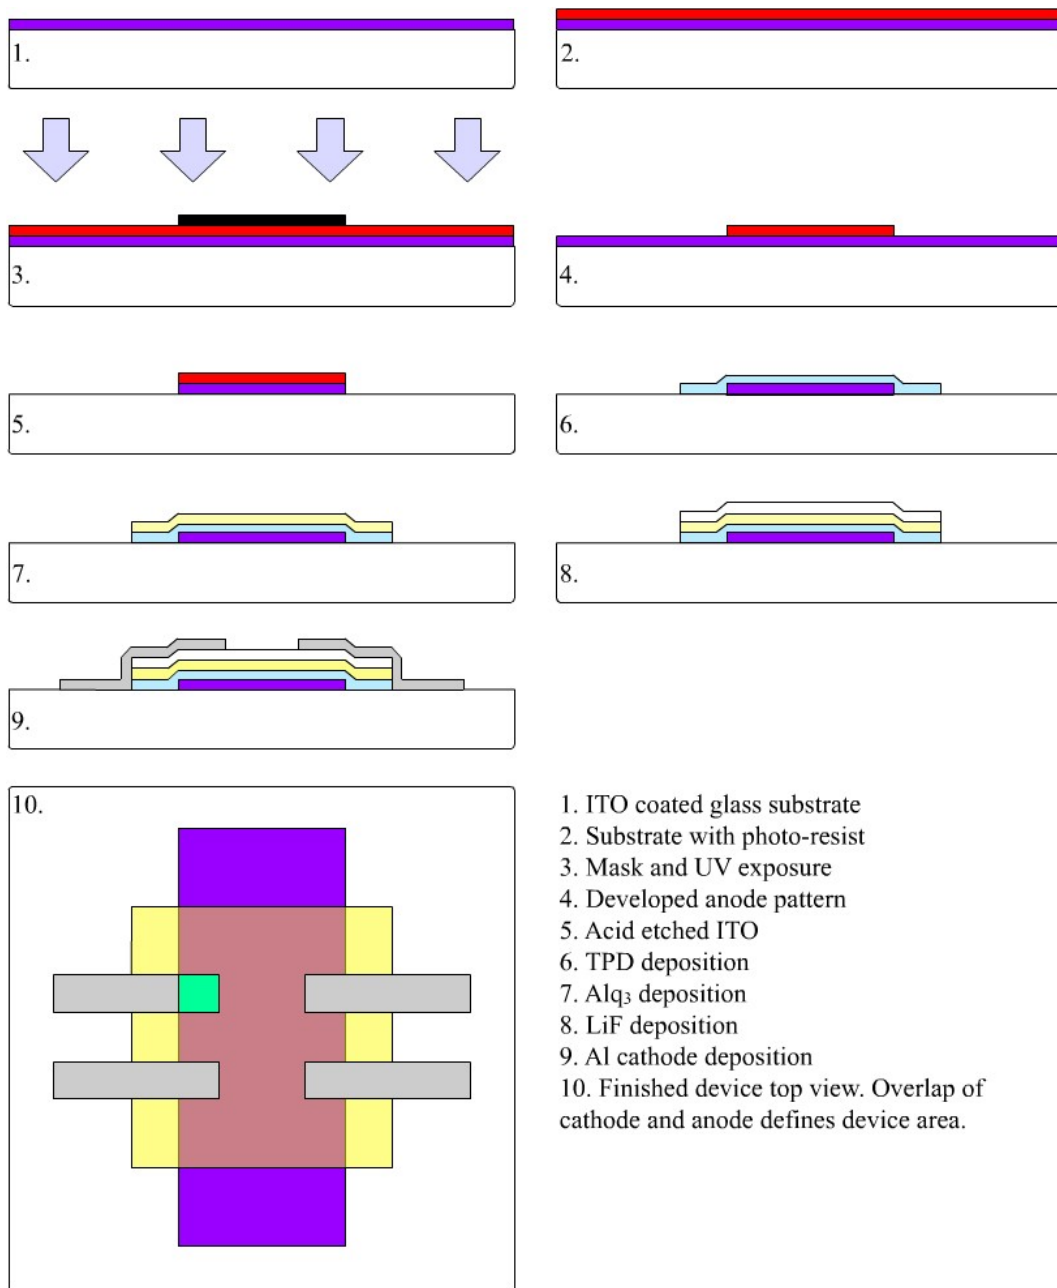 1.
2.
3.
4.
5.
6.
7.
8.
9.
10.
1. ITO coated glass substrate
2. Substrate with photo-resist
3. Mask and UV exposure
4. Developed anode pattern
5. Acid etched ITO
6. TPD deposition
7. Alq₃ deposition
8. LiF deposition
9. Al cathode deposition
10. Finished device top view. Overlap of
cathode and anode defines device area.